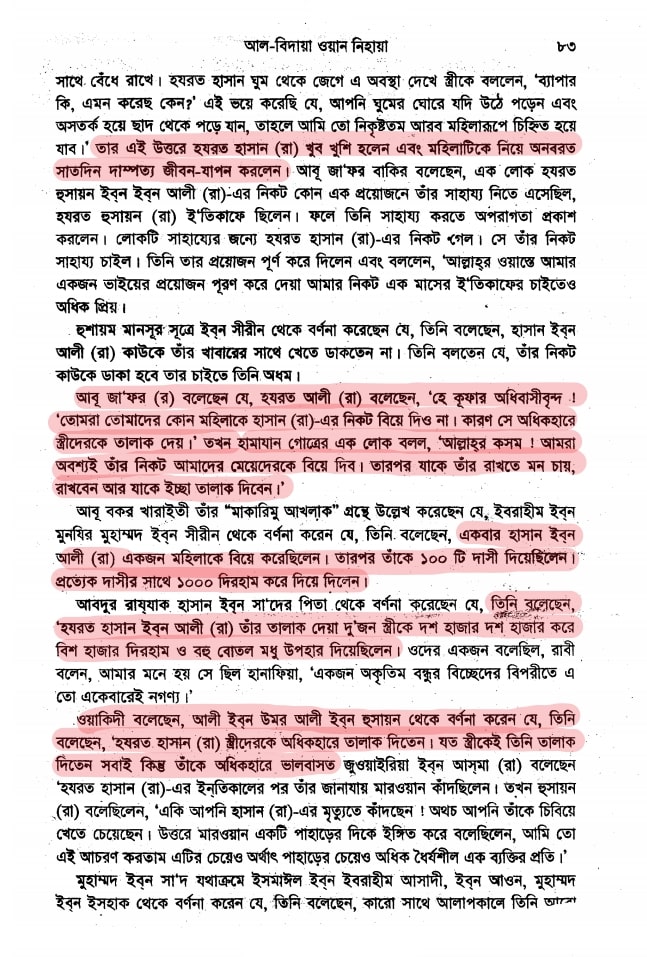 আল-বিদায়া ওয়ান নিহায়া ৮৩
সাথে বেঁধে রাখে। হযরত হাসান ঘুম থেকে জেগে এ অবস্থা দেখে স্ত্রীকে বললেন, ‘ব্যাপার
কি, এমন করেছ কেন?’ এই ভয়ে করেছি যে, আপনি ঘুমের ঘোরে যদি উঠে পড়েন এবং
অসতর্ক হয়ে ছাদ থেকে পড়ে যান, তাহলে আমি তো নিকৃষ্টতম আরব মহিলারূপে চিহ্নিত হয়ে
যাব।’ তার এই উত্তরে হযরত হাসান (রা) খুব খুশি হলেন এবং মহিলাটিকে নিয়ে অনবরত
সাতদিন দাম্পত্য জীবন-যাপন করলেন। আবূ জা’ফর বাকির বলেছেন, এক লোক হযরত
হুসায়ন ইবন ইবন আলী (রা)-এর নিকট কোন এক প্রয়োজনে তাঁর সাহায্য নিতে এসেছিল,
হযরত হুসায়ন (রা) ই’তিকাফে ছিলেন। ফলে তিনি সাহায্য করতে অপরাগতা প্রকাশ
করলেন। লোকটি সাহায্যের জন্যে হযরত হাসান (রা)-এর নিকট গেল। সে তাঁর নিকট
সাহায্য চাইল। তিনি তার প্রয়োজন পূর্ণ করে দিলেন এবং বললেন, ‘আল্লাহ্‌র ওয়াস্তে আমার
একজন ভাইয়ের প্রয়োজন পূরণ করে দেয়া আমার নিকট এক মাসের ই’তিকাফের চাইতেও
অধিক প্রিয়।
হুশায়ম মানসূর সূত্রে ইব্‌ন সীরীন থেকে বর্ণনা করেছেন যে, তিনি বলেছেন, হাসান ইব্‌ন
আলী (রা) কাউকে তাঁর খাবারের সাথে খেতে ডাকতেন না। তিনি বলতেন যে, তাঁর নিকট
কাউকে ডাকা হবে তার চাইতে তিনি অধম।
আবূ জা’ফর (র) বলেছেন যে, হযরত আলী (রা) বলেছেন, ‘হে কূফার অধিবাসীবৃন্দ !
‘তোমরা তোমাদের কোন মহিলাকে হাসান (রা)-এর নিকট বিয়ে দিও না। কারণ সে অধিকহারে
স্ত্রীদেরকে তালাক দেয়।’ তখন হামাযান গোত্রের এক লোক বলল, ‘আল্লাহ্‌র কসম ! আমরা
অবশ্যই তাঁর নিকট আমাদের মেয়েদেরকে বিয়ে দিব। তারপর যাকে তাঁর রাখতে মন চায়,
রাখবেন আর যাকে ইচ্ছা তালাক দিবেন।’
আবূ বকর খারাইতী তাঁর “মাকারিমু আখলাক” গ্রন্থে উল্লেখ করেছেন যে, ইবরাহীম ইব্‌ন
মুনযির মুহাম্মদ ইব্‌ন সীরীন থেকে বর্ণনা করেছেন যে, তিনি বলেছেন, একবার হাসান ইব্‌ন
আলী (রা) একজন মহিলাকে বিয়ে করেছিলেন। তারপর তাঁকে ১০০ টি দাসী দিয়েছিলেন।
প্রত্যেক দাসীর সাথে ১০০০ দিরহাম করে দিয়ে দিলেন।
আবদুর রায্‌যাক হাসান ইব্‌ন সা’দের পিতা থেকে বর্ণনা করেছেন যে, তিনি বলেছেন,
‘হযরত হাসান ইব্‌ন আলী (রা) তাঁর তালাক দেয়া দু’জন স্ত্রীকে দশ হাজার দশ হাজার করে
বিশ হাজার দিরহাম ও বহু বোতল মধু উপহার দিয়েছিলেন। ওদের একজন বলেছিল, রাবী
বলেন, আমার মনে হয় সে ছিল হানাফিয়া, ‘একজন অকৃতিম বন্ধুর বিচ্ছেদের বিপরীতে এ
তো একেবারেই নগণ্য।’
ওয়াকিদী বলেছেন, আলী ইব্‌ন উমর আলী ইব্‌ন হুসায়ন থেকে বর্ণনা করেন যে, তিনি
বলেছেন, ‘হযরত হাসান (রা) স্ত্রীদেরকে অধিকহারে তালাক দিতেন। যত স্ত্রীকেই তিনি তালাক
দিতেন সবাই কিন্তু তাঁকে অধিকহারে ভালবাসত জুওয়াইরিয়া ইব্‌ন আস্‌মা (রা) বলেছেন
‘হযরত হাসান (রা)-এর ইন্‌তিকালের পর তাঁর জানাযায় মারওয়ান কাঁদছিলেন। তখন হুসায়ন
(রা) বলেছিলেন, ‘একি আপনি হাসান (রা)-এর মৃত্যুতে কাঁদছেন ! অথচ আপনি তাঁকে চিবিয়ে
খেতে চেয়েছেন। উত্তরে মারওয়ান একটি পাহাড়ের দিকে ইঙ্গিত করে বলেছিলেন, আমি তো
এই আচরণ করতাম এটির চেয়েও অর্থাৎ পাহাড়ের চেয়েও অধিক ধৈর্যশীল এক ব্যক্তির প্রতি।’
মুহাম্মদ ইব্‌ন সা’দ যথাক্রমে ইসমাঈল ইব্‌ন ইবরাহীম আসাদী, ইব্‌ন আওন, মুহাম্মদ
ইব্‌ন ইসহাক থেকে বর্ণনা করেন যে, তিনি বলেছেন, কারো সাথে আলাপকালে তিনি